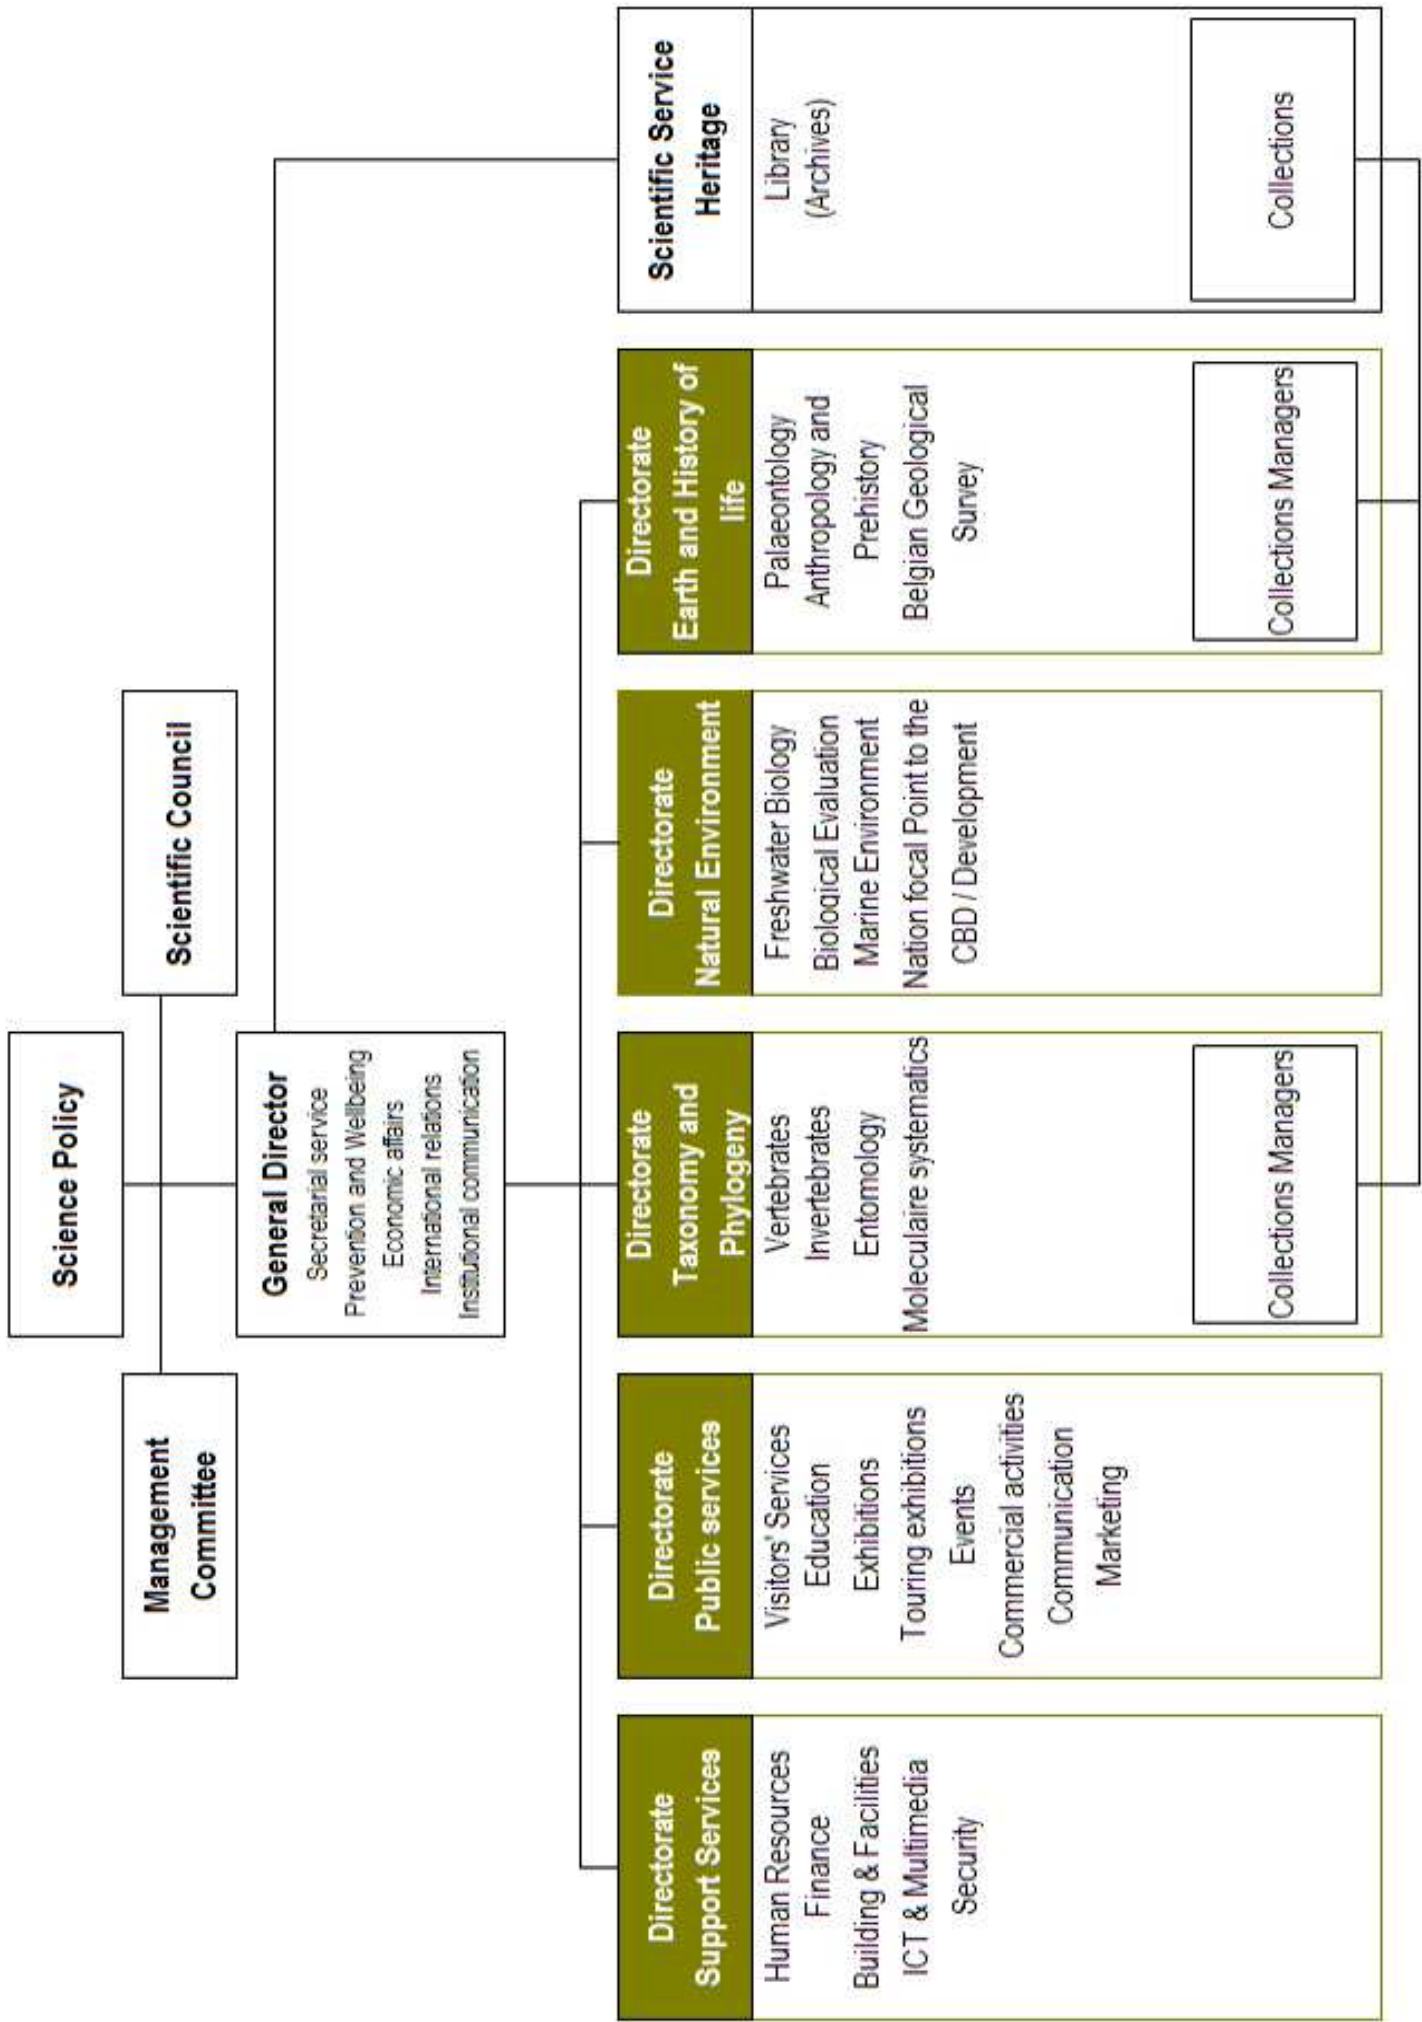 Science Policy
Management
Committee
Scientific Council
General Director
Secretarial service
Prevention and Wellbeing
Economic affairs
International relations
Institutional communication
Directorate
Support Services
Human Resources
Finance
Building & Facilities
ICT & Multimedia
Security
Directorate
Public services
Visitors' Services
Education
Exhibitions
Touring exhibitions
Events
Commercial activities
Communication
Marketing
Directorate
Taxonomy and
Phylogeny
Vertebrates
Invertebrates
Entomology
Moleculaire systematics
Collections Managers
Directorate
Natural Environment
Freshwater Biology
Biological Evaluation
Marine Environment
Nation focal Point to the
CBD / Development
Directorate
Earth and History of
life
Palaeontology
Anthropology and
Prehistory
Belgian Geological
Survey
Collections Managers
Scientific Service
Heritage
Library
(Archives)
Collections